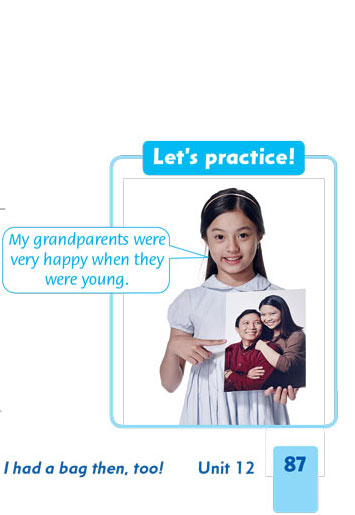 Let's practice!
My grandparents were
very happy when they
were young.
I had a bag then, too! Unit 12 87